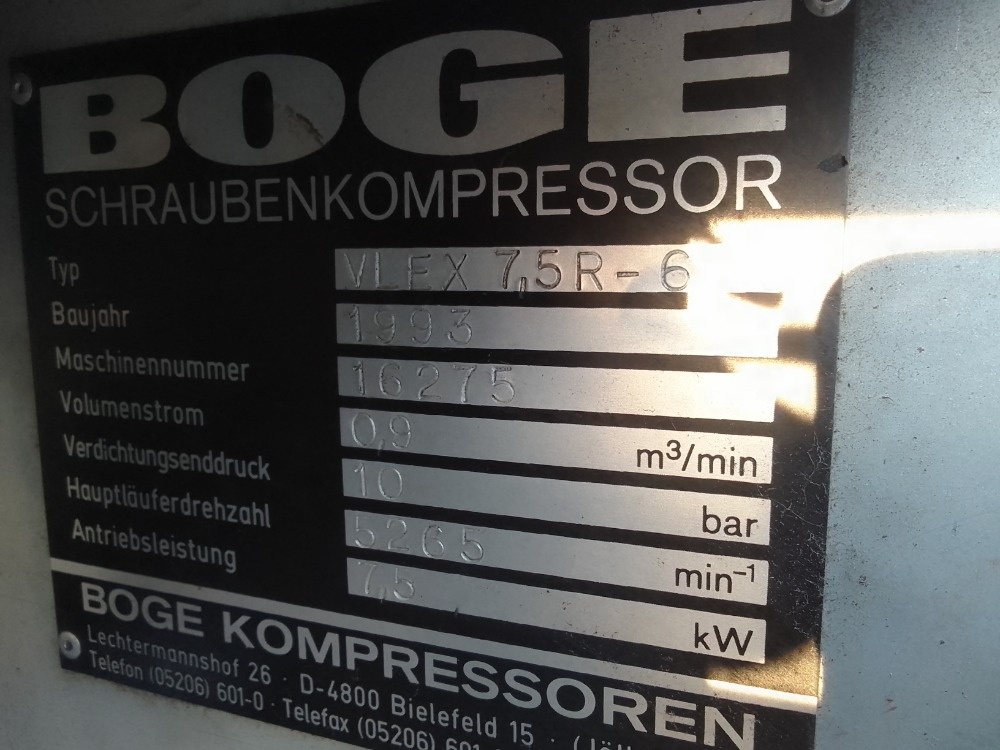 BOGE
SCHRAUBENKOMPRESSOR
Typ VLEX 7,5R-6
Baujahr 1993
Maschinennummer 16275
Volumenstrom 0,9 m³/min
Verdichtungsenddruck 10 bar
Hauptläuferdrehzahl 5265 min⁻¹
Antriebsleistung 7,5 kW
BOGE KOMPRESSOREN
Lechtermannshof 26 · D-4800 Bielefeld 15 ·
Telefon (05206) 601-0 · Telefax (05206)